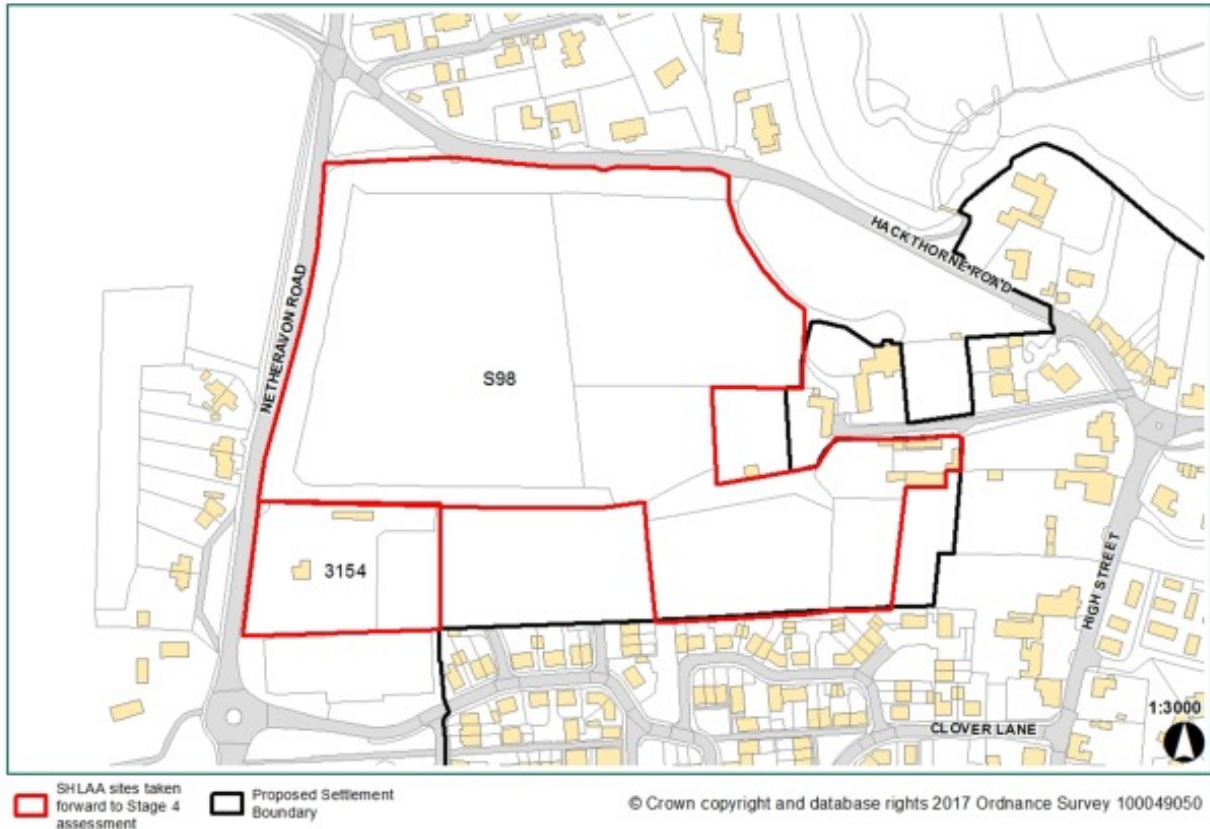 HACKTHORNE ROAD
NETHERAVON ROAD
S98
3154
HIGH STREET
1:3000
CLOVER LANE
SHLAA sites taken
forward to Stage 4
assessment
Proposed Settlement
Boundary
© Crown copyright and database rights 2017 Ordnance Survey 100049050